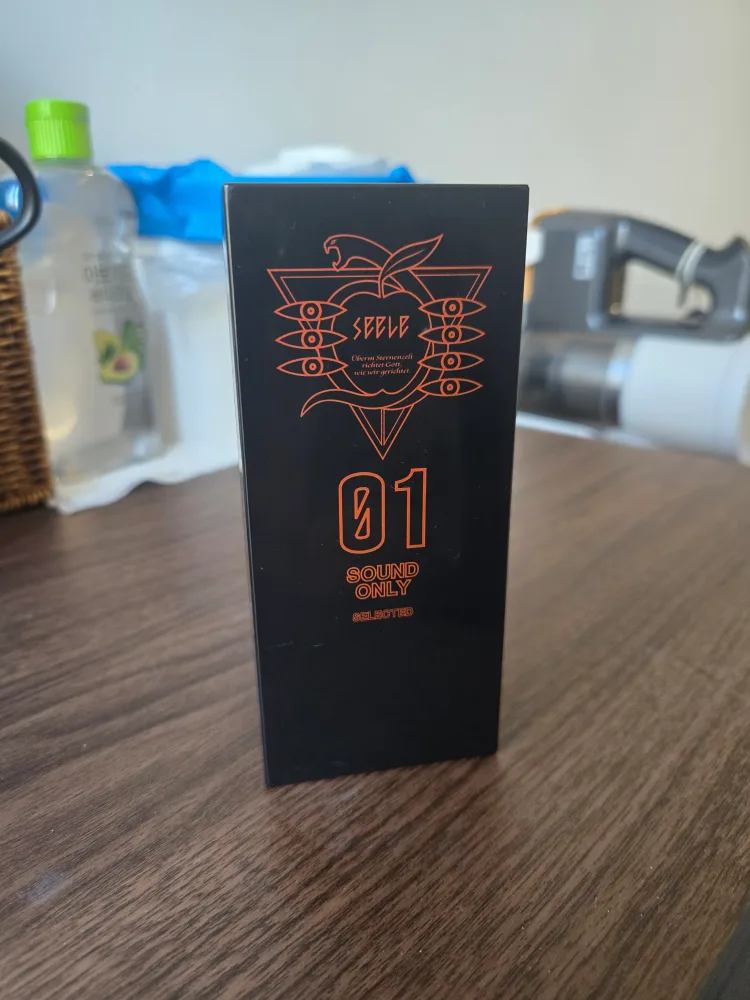 SEELE
Überm Sternenzelt
richtet Gott,
wie wir gerichtet.
01
SOUND
ONLY
SELECTED